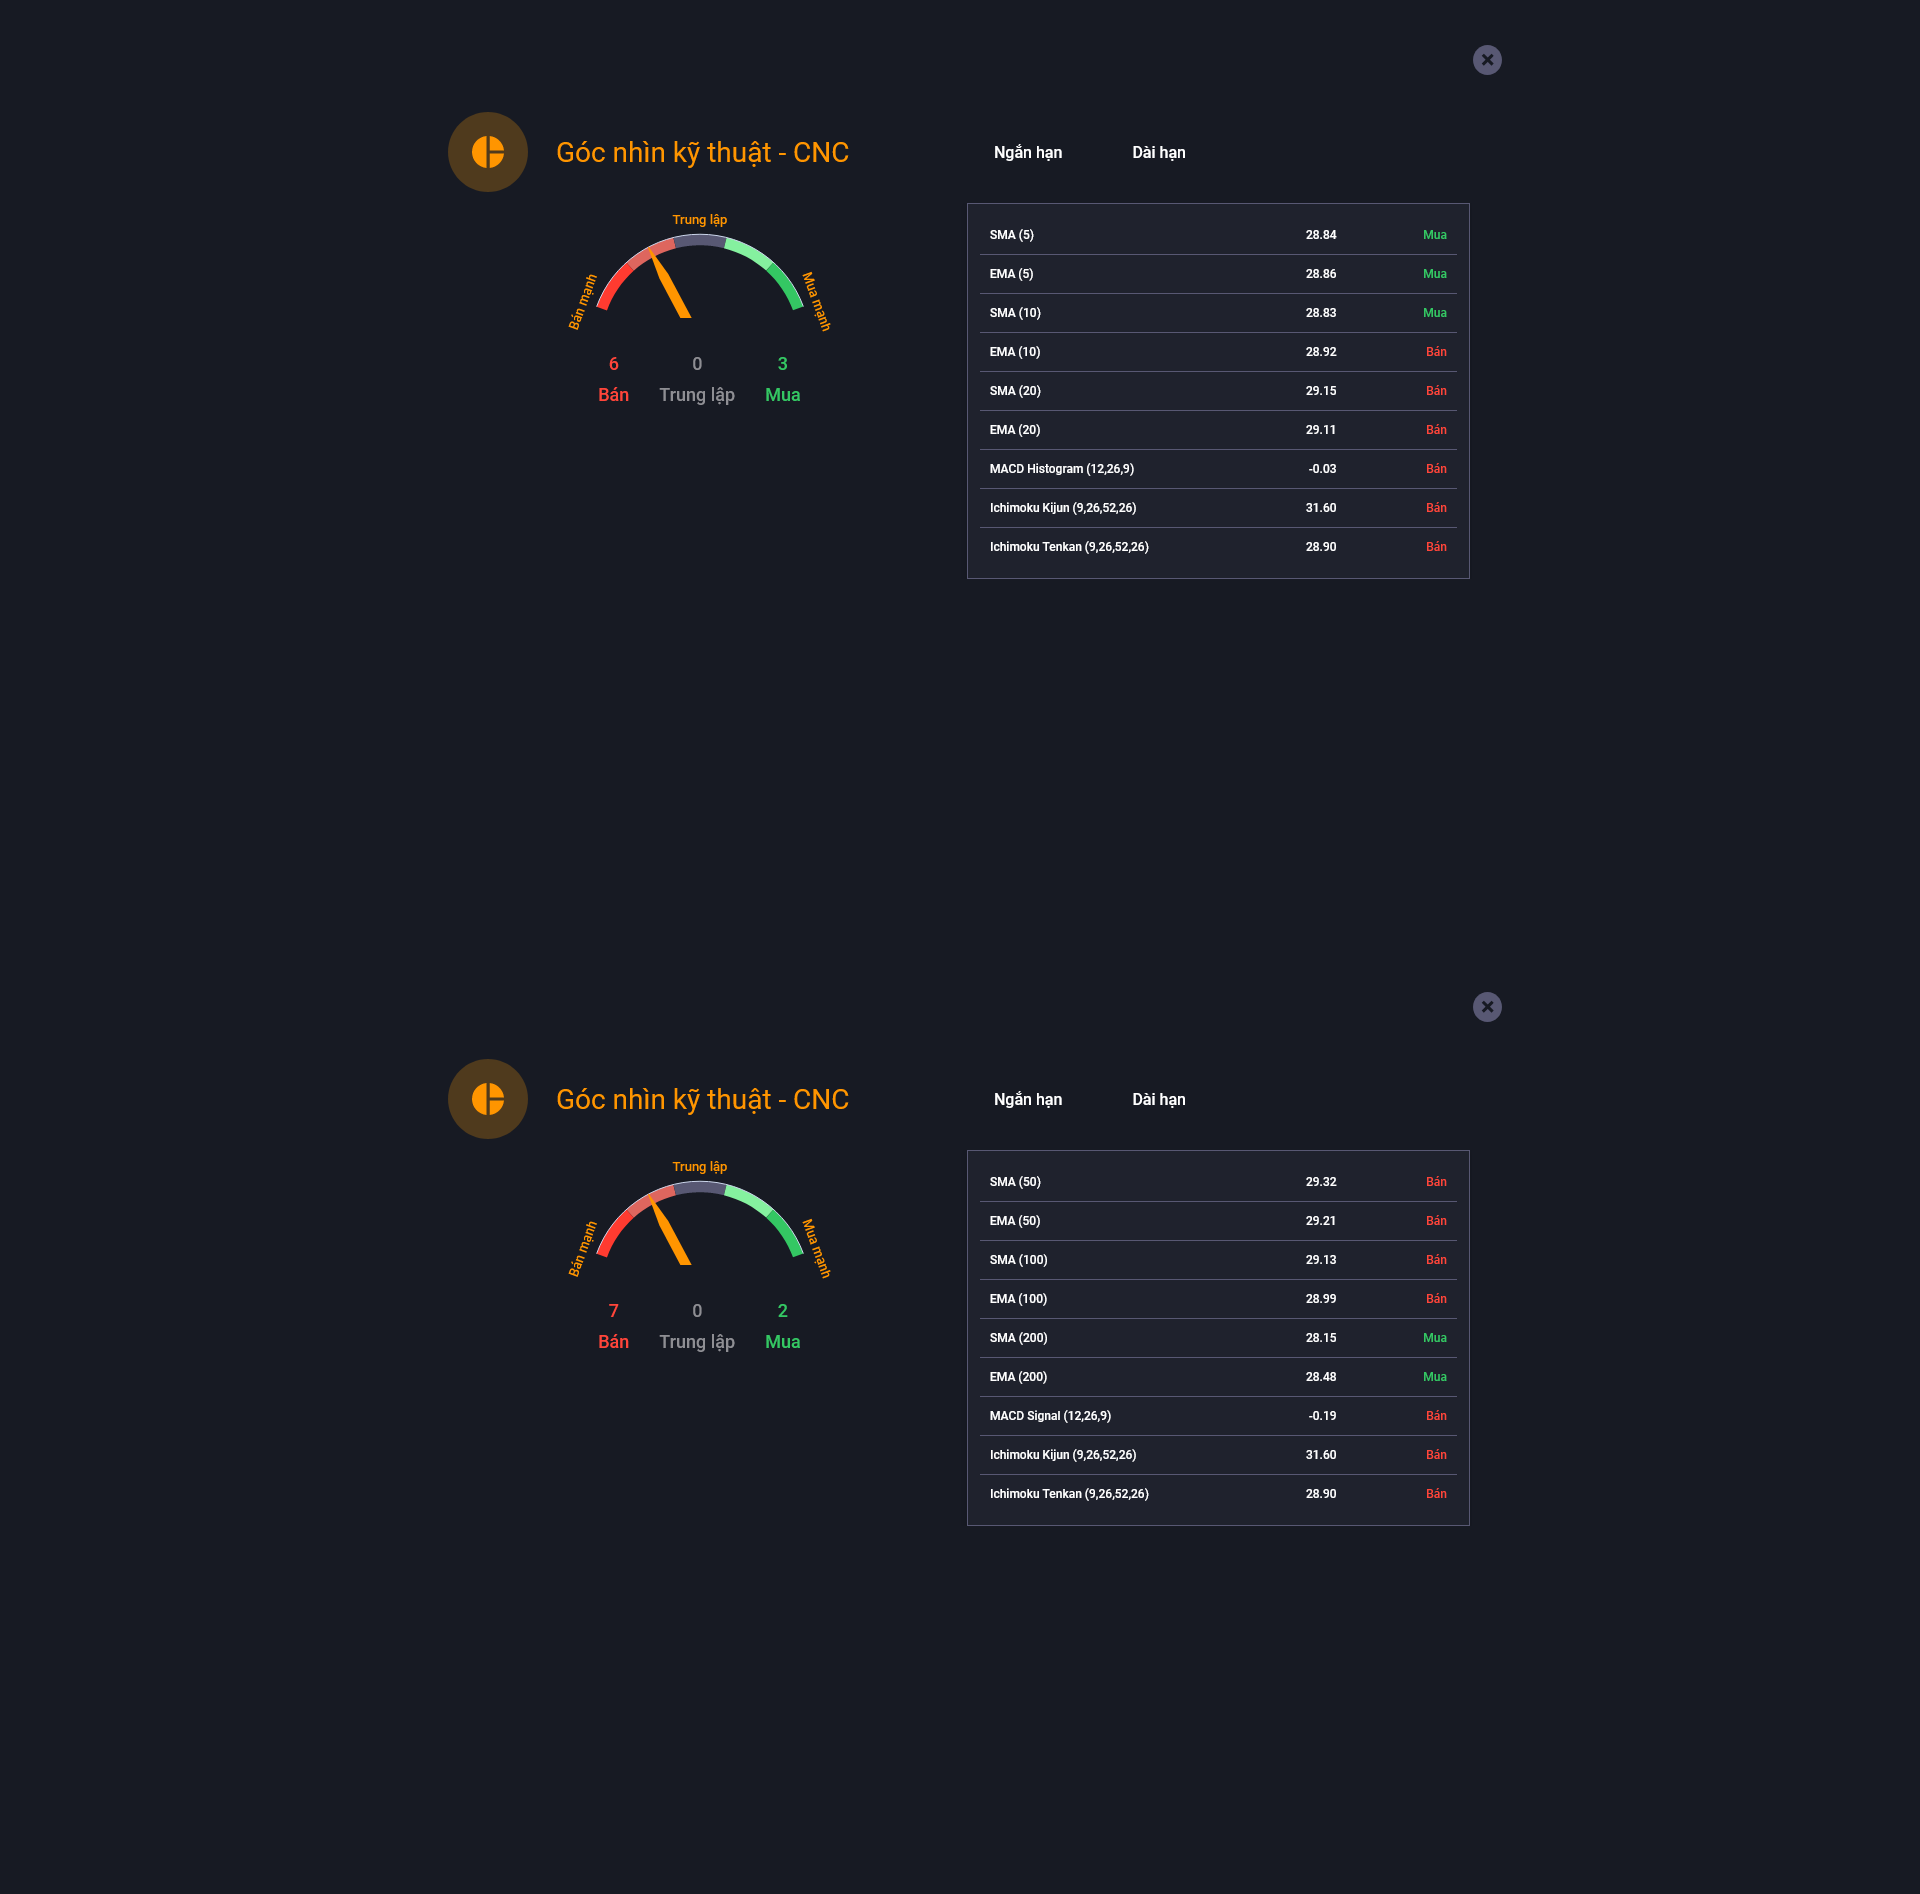 Góc nhìn kỹ thuật - CNC
Ngắn hạn Dài hạn
Trung lập
Bán mạnh
Mua mạnh
6 0 3
Bán Trung lập Mua
SMA (5) 28.84 Mua
EMA (5) 28.86 Mua
SMA (10) 28.83 Mua
EMA (10) 28.92 Bán
SMA (20) 29.15 Bán
EMA (20) 29.11 Bán
MACD Histogram (12,26,9) -0.03 Bán
Ichimoku Kijun (9,26,52,26) 31.60 Bán
Ichimoku Tenkan (9,26,52,26) 28.90 Bán
Góc nhìn kỹ thuật - CNC
Ngắn hạn Dài hạn
Trung lập
Bán mạnh
Mua mạnh
7 0 2
Bán Trung lập Mua
SMA (50) 29.32 Bán
EMA (50) 29.21 Bán
SMA (100) 29.13 Bán
EMA (100) 28.99 Bán
SMA (200) 28.15 Mua
EMA (200) 28.48 Mua
MACD Signal (12,26,9) -0.19 Bán
Ichimoku Kijun (9,26,52,26) 31.60 Bán
Ichimoku Tenkan (9,26,52,26) 28.90 Bán